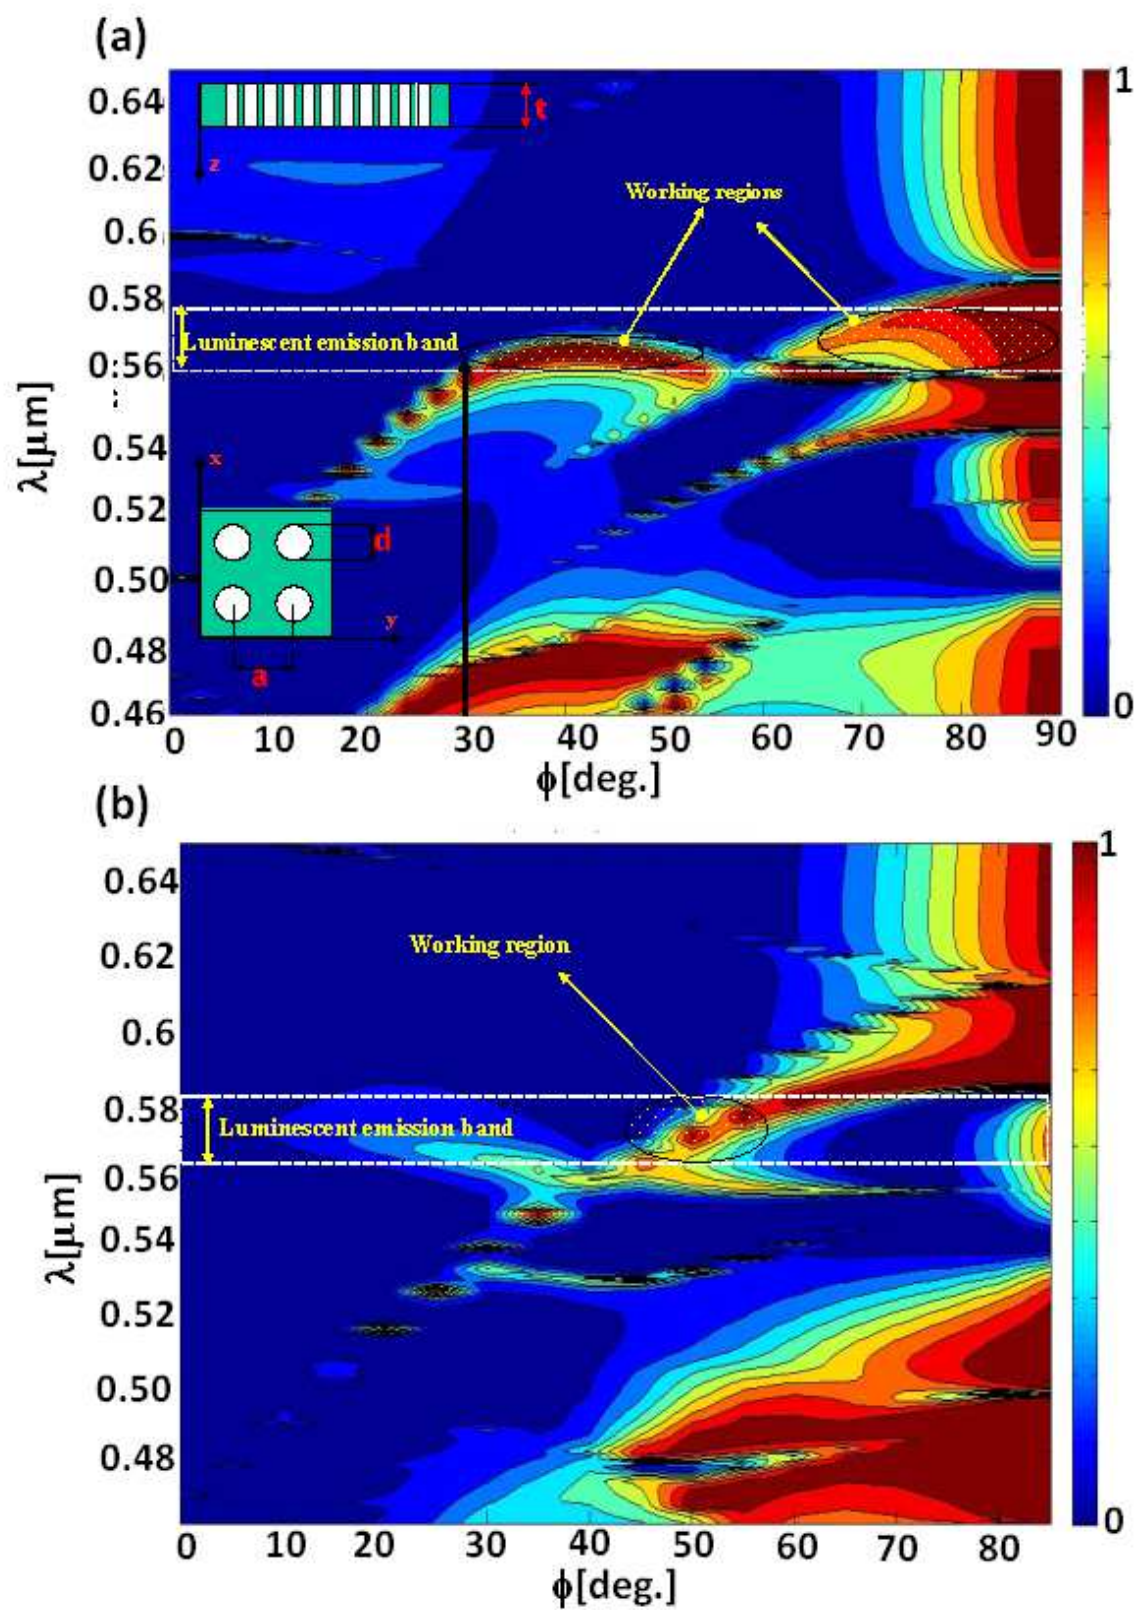 (a)
0.64
0.62
0.6
0.58
0:56
0.54
0.52
0.50
0.48
0.46
λ[μm]
t
z
Working regions
Luminescent emission band
x
d
y
a
1
0
0 10 20 30 40 50 60 70 80 90
ϕ[deg.]
(b)
0.64
0.62
0.6
0.58
0.56
0.54
0.52
0.50
0.48
λ[μm]
Working region
Luminescent emission band
1
0
0 10 20 30 40 50 60 70 80
ϕ[deg.]